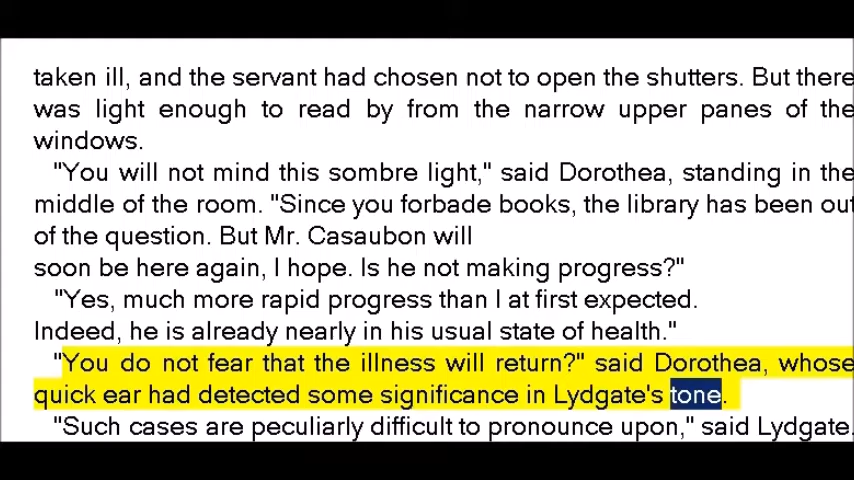 taken ill, and the servant had chosen not to open the shutters. But there
was light enough to read by from the narrow upper panes of the
windows.
"You will not mind this sombre light," said Dorothea, standing in the
middle of the room. "Since you forbade books, the library has been out
of the question. But Mr. Casaubon will
soon be here again, I hope. Is he not making progress?"
"Yes, much more rapid progress than I at first expected.
Indeed, he is already nearly in his usual state of health."
"You do not fear that the illness will return?" said Dorothea, whose
quick ear had detected some significance in Lydgate's tone.
"Such cases are peculiarly difficult to pronounce upon," said Lydgate.